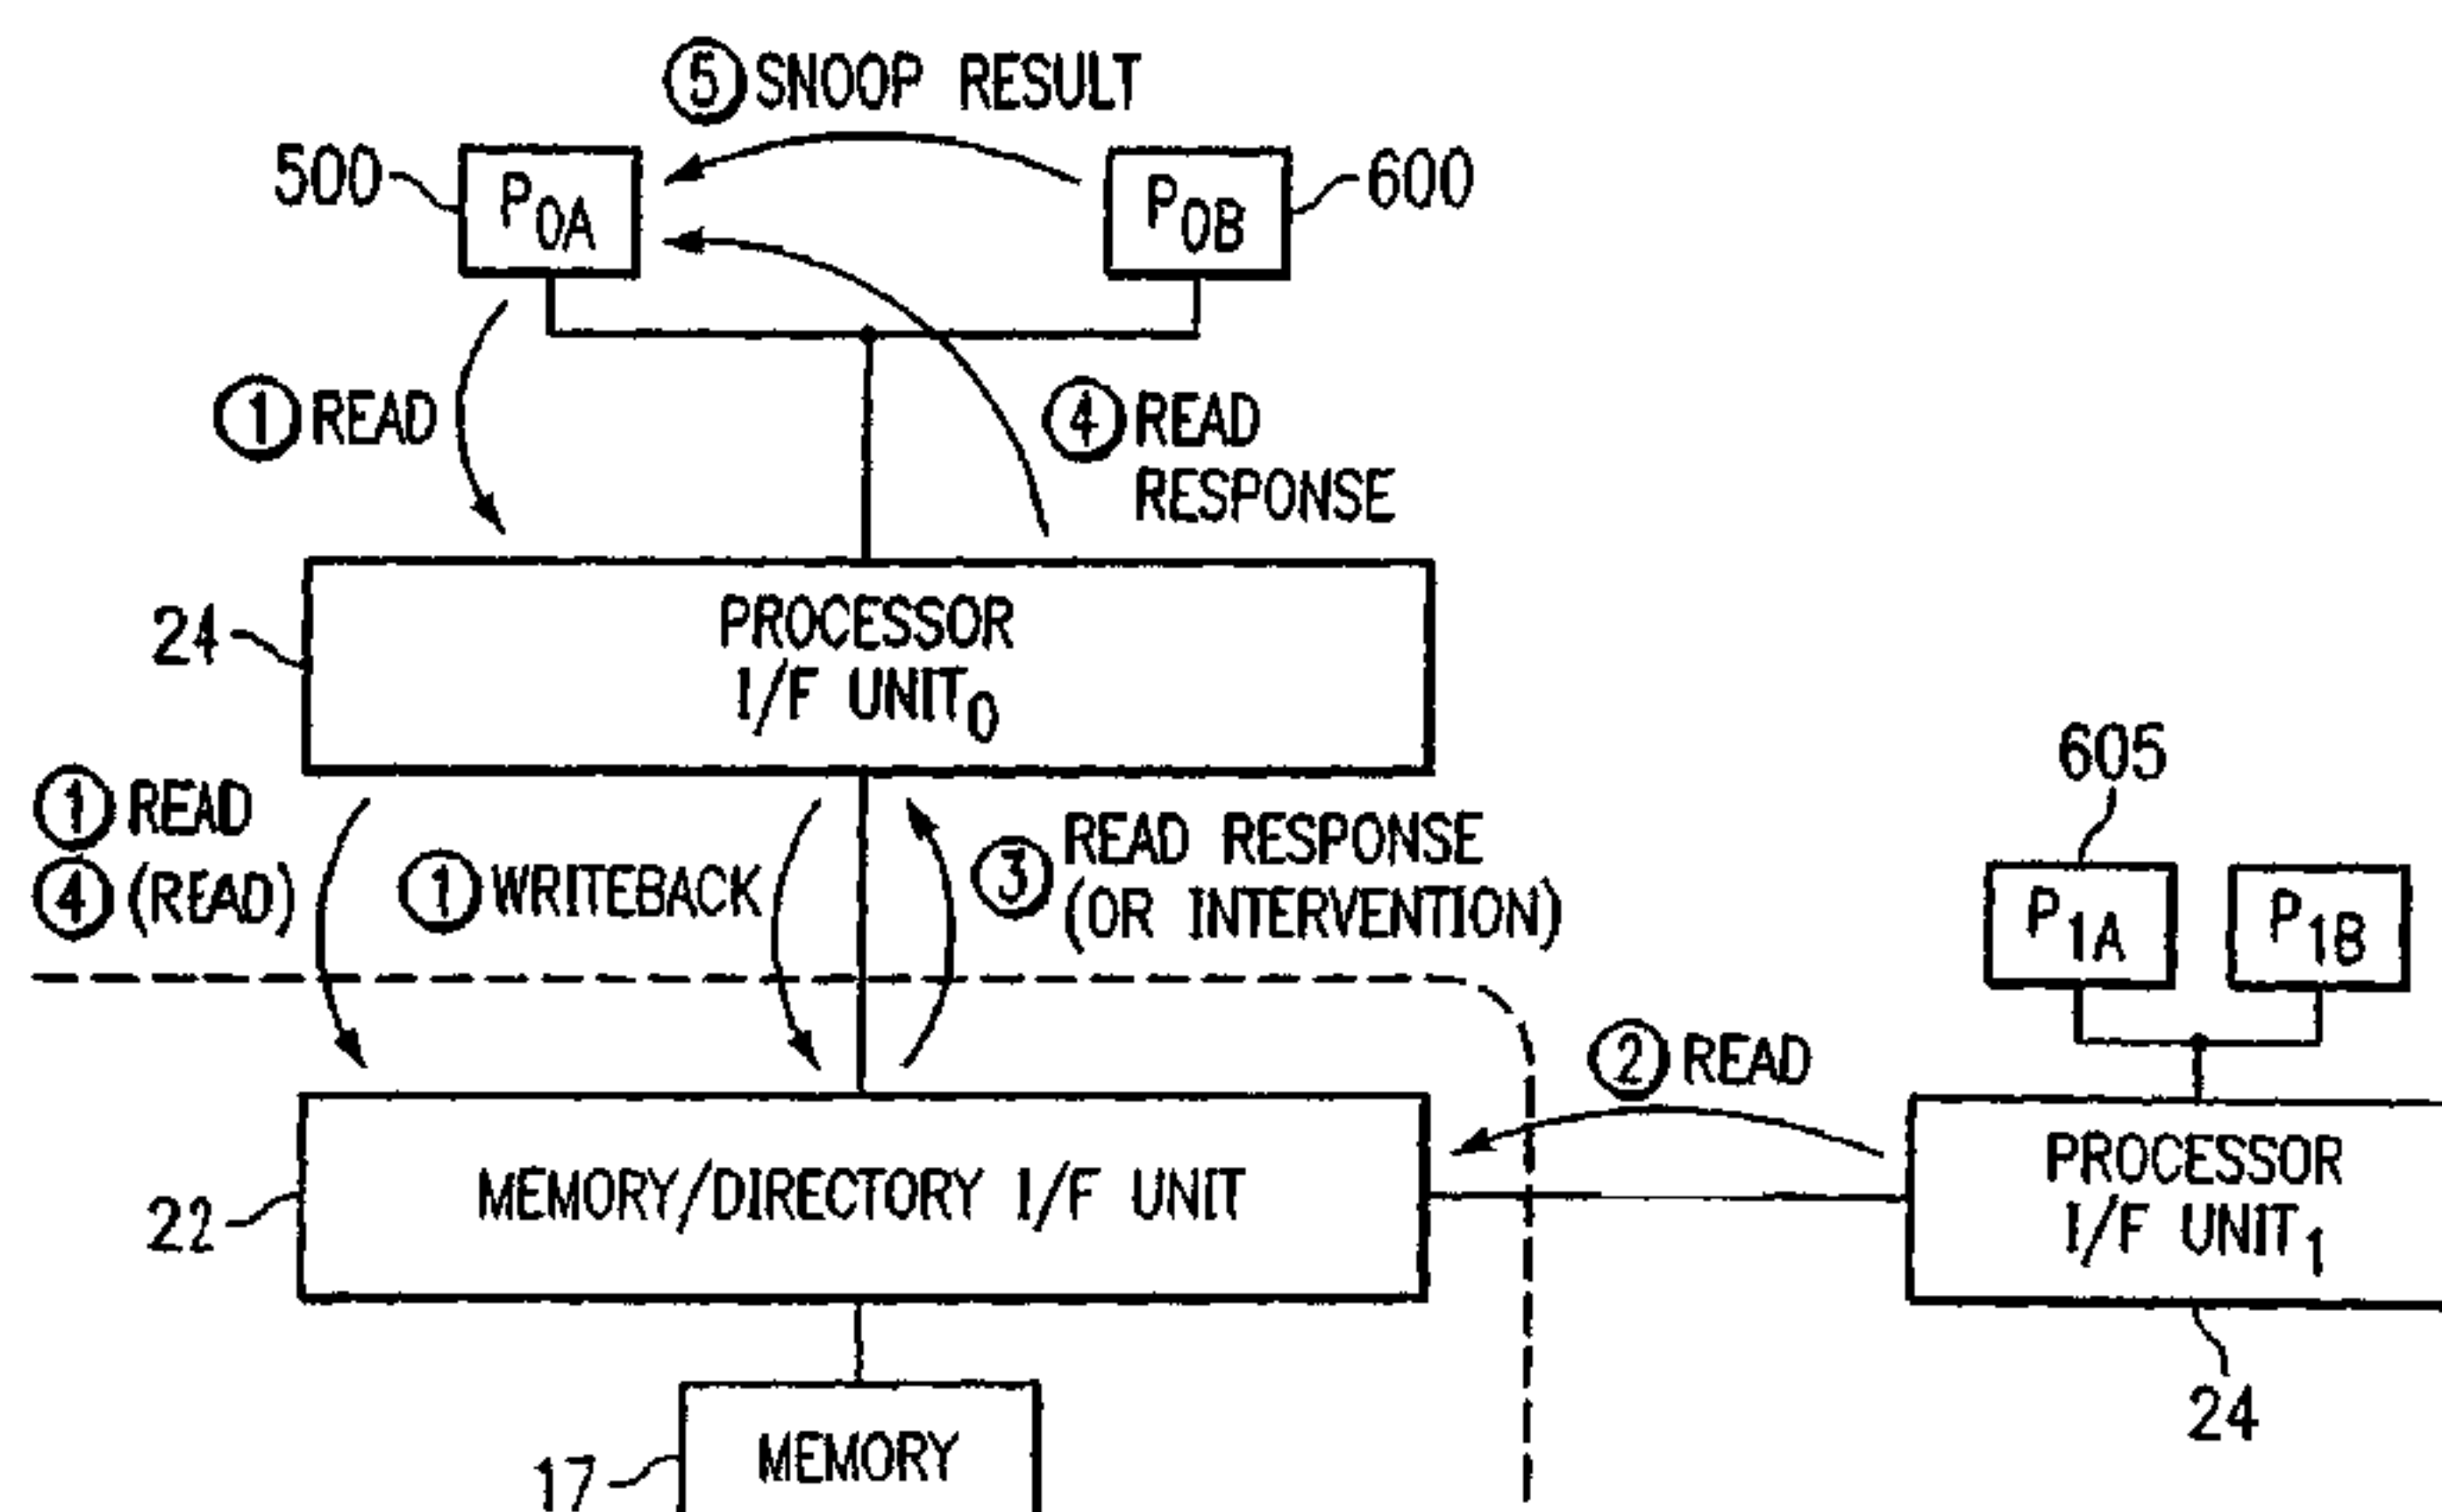 ⑤ SNOOP RESULT
500
P0A
P0B
600
① READ
④ READ
RESPONSE
24
PROCESSOR
I/F UNIT0
605
① READ
④ (READ)
① WRITEBACK
③ READ RESPONSE
(OR INTERVENTION)
P1A
P1B
② READ
22
MEMORY/DIRECTORY I/F UNIT
PROCESSOR
I/F UNIT1
24
17
MEMORY